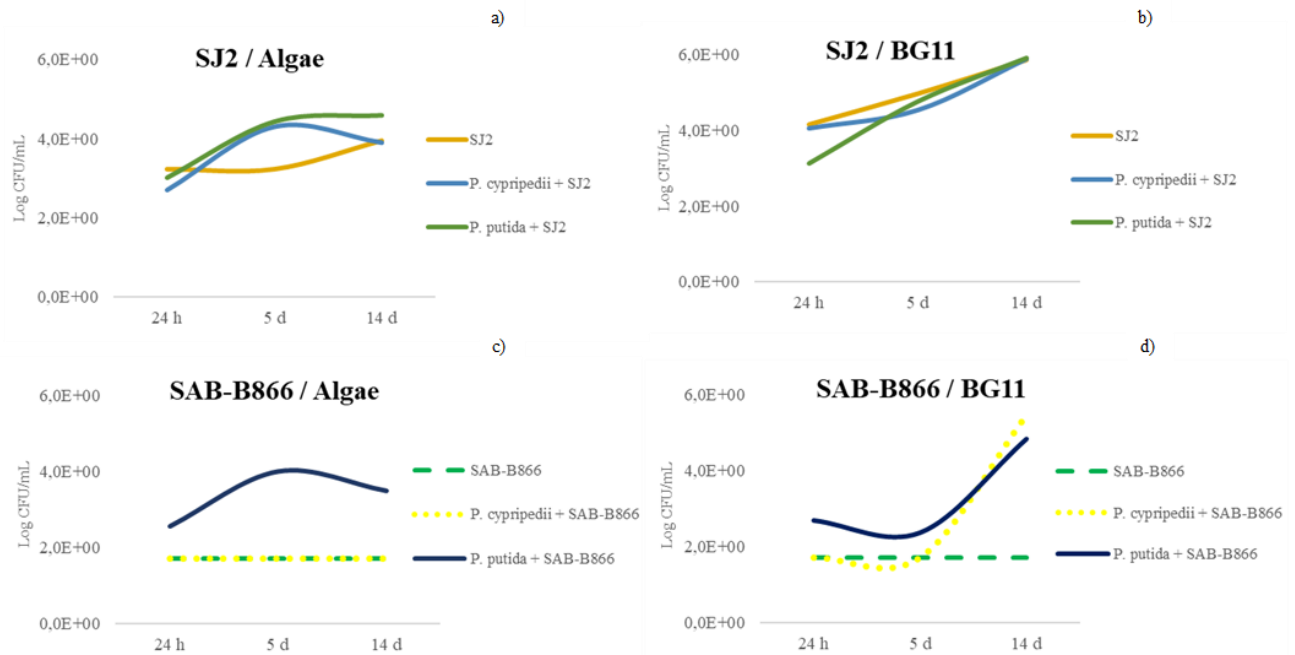 a)
SJ2 / Algae
6,0E+00
4,0E+00
2,0E+00
0,0E+00
Log CFU/mL
24 h
5 d
14 d
SJ2
P. cypripedii + SJ2
P. putida + SJ2
b)
SJ2 / BG11
6,0E+00
4,0E+00
2,0E+00
0,0E+00
Log CFU/mL
24 h
5 d
14 d
SJ2
P. cypripedii + SJ2
P. putida + SJ2
c)
SAB-B866 / Algae
6,0E+00
4,0E+00
2,0E+00
0,0E+00
Log CFU/mL
24 h
5 d
14 d
SAB-B866
P. cypripedii + SAB-B866
P. putida + SAB-B866
d)
SAB-B866 / BG11
6,0E+00
4,0E+00
2,0E+00
0,0E+00
Log CFU/mL
24 h
5 d
14 d
SAB-B866
P. cypripedii + SAB-B866
P. putida + SAB-B866